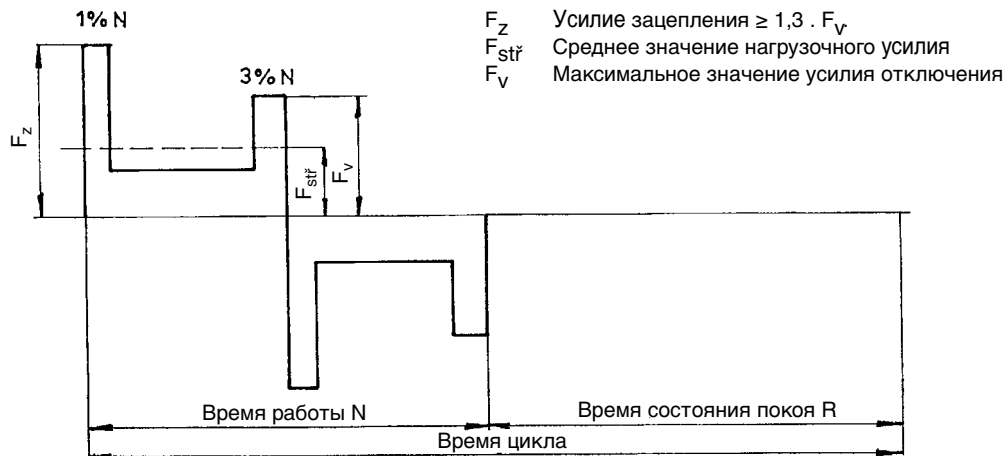 1% N
3% N
F_z Усилие зацепления ≥ 1,3 . F_v.
F_stř Среднее значение нагрузочного усилия
F_v Максимальное значение усилия отключения
F_z
F_stř
F_v
Время работы N
Время состояния покоя R
Время цикла